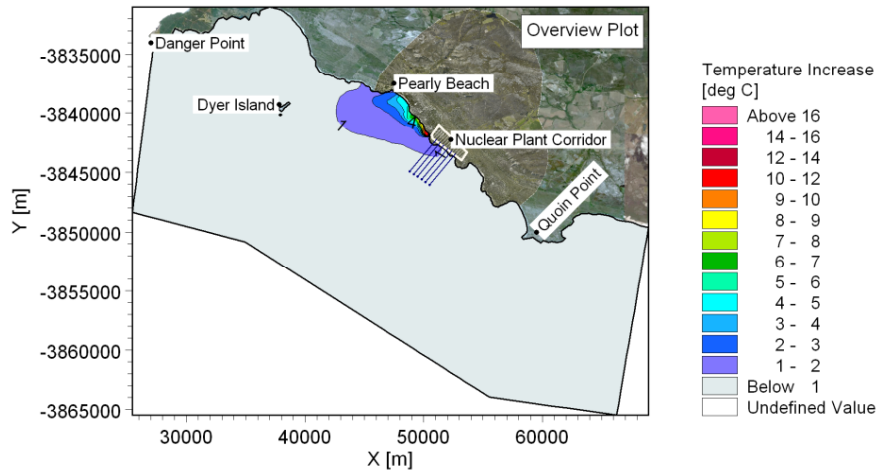 Overview Plot
Danger Point
Pearly Beach
Dyer Island
Nuclear Plant Corridor
Quoin Point
-3835000
-3840000
-3845000
-3850000
-3855000
-3860000
-3865000
Y [m]
30000 40000 50000 60000
X [m]
Temperature Increase
[deg C]
Above 16
14 - 16
12 - 14
10 - 12
9 - 10
8 - 9
7 - 8
6 - 7
5 - 6
4 - 5
3 - 4
2 - 3
1 - 2
Below 1
Undefined Value